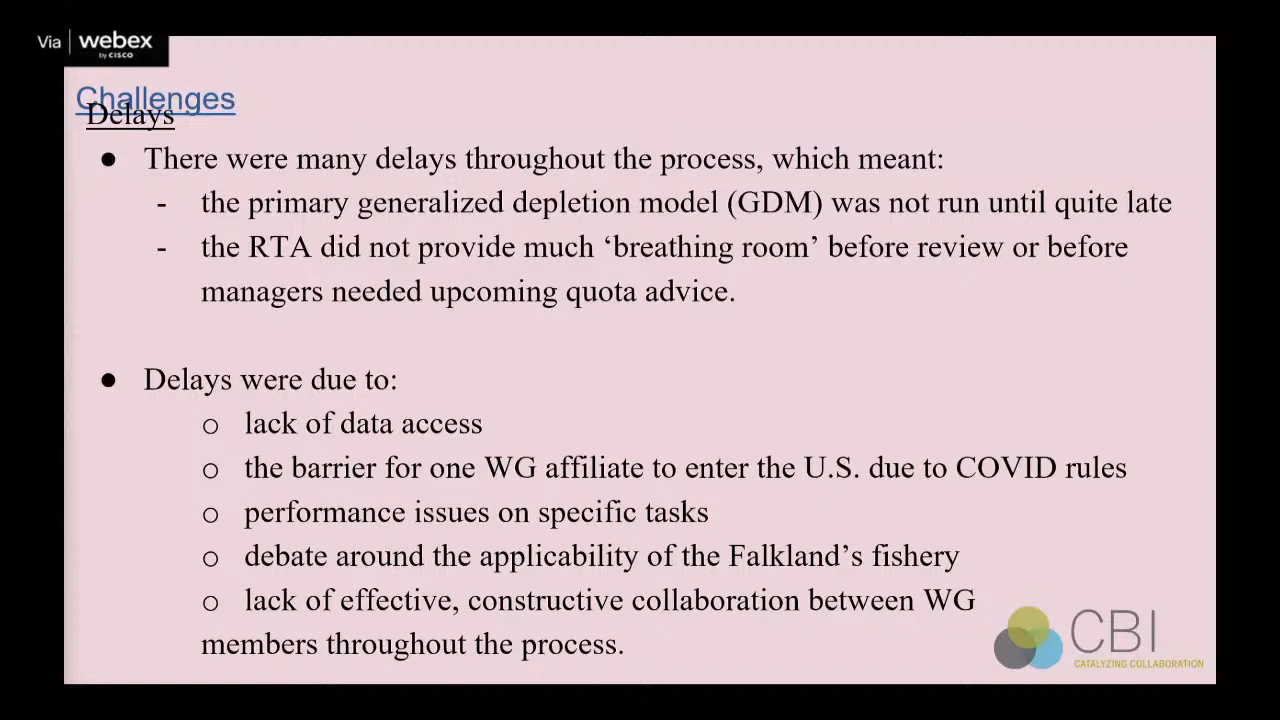 Via webex
by CISCO
Challenges
Delays
● There were many delays throughout the process, which meant:
- the primary generalized depletion model (GDM) was not run until quite late
- the RTA did not provide much ‘breathing room’ before review or before
managers needed upcoming quota advice.
● Delays were due to:
o lack of data access
o the barrier for one WG affiliate to enter the U.S. due to COVID rules
o performance issues on specific tasks
o debate around the applicability of the Falkland’s fishery
o lack of effective, constructive collaboration between WG
members throughout the process.
CBI
CATALYZING COLLABORATION